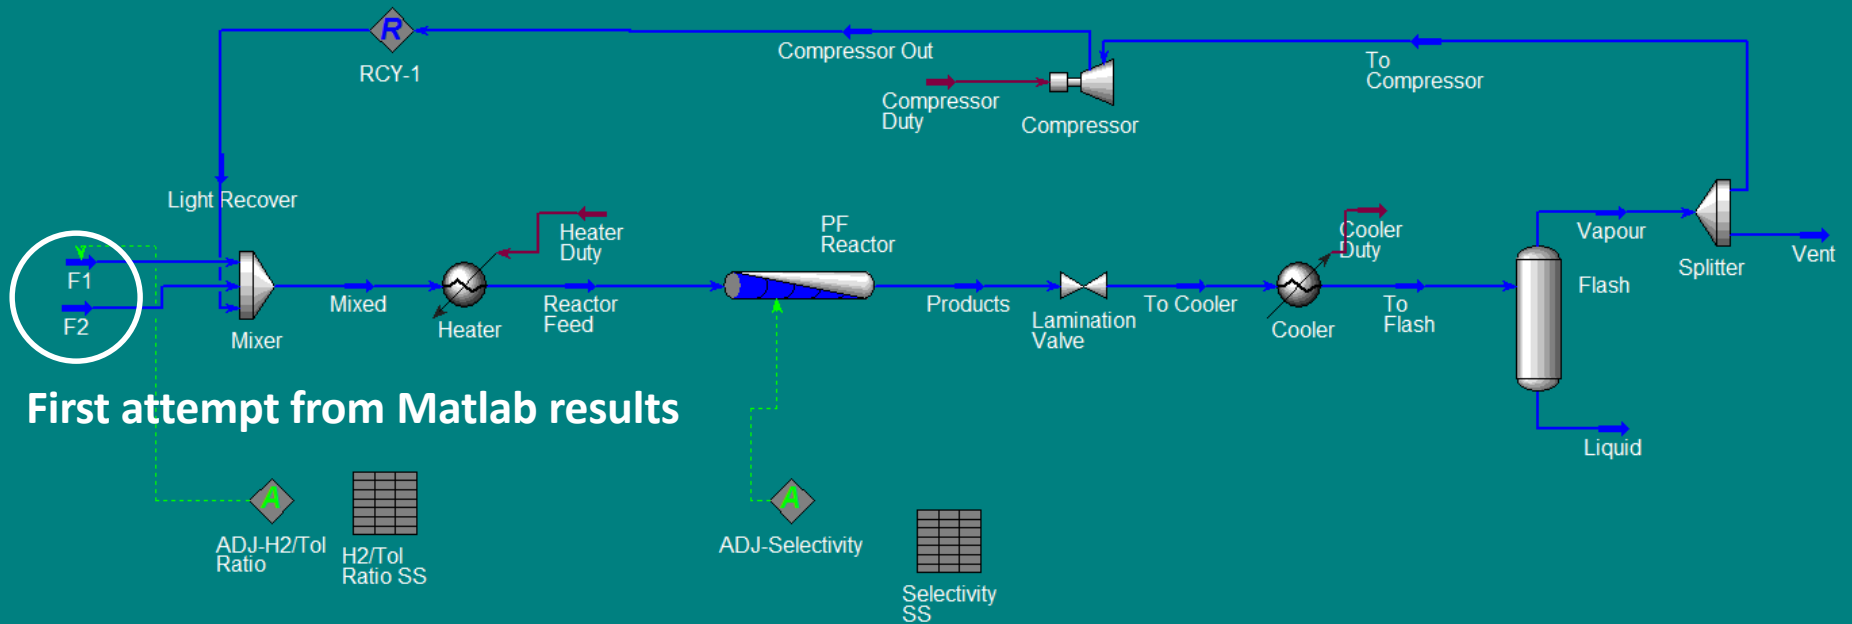 R
RCY-1
Compressor Out
To
Compressor
Compressor
Duty
Compressor
Light Recover
F1
F2
Mixer
Mixed
Heater
Duty
Heater
Reactor
Feed
PF
Reactor
Products
Lamination
Valve
To Cooler
Cooler
Duty
Cooler
To
Flash
Vapour
Flash
Splitter
Vent
Liquid
First attempt from Matlab results
A
ADJ-H2/Tol
Ratio
H2/Tol
Ratio SS
A
ADJ-Selectivity
Selectivity
SS